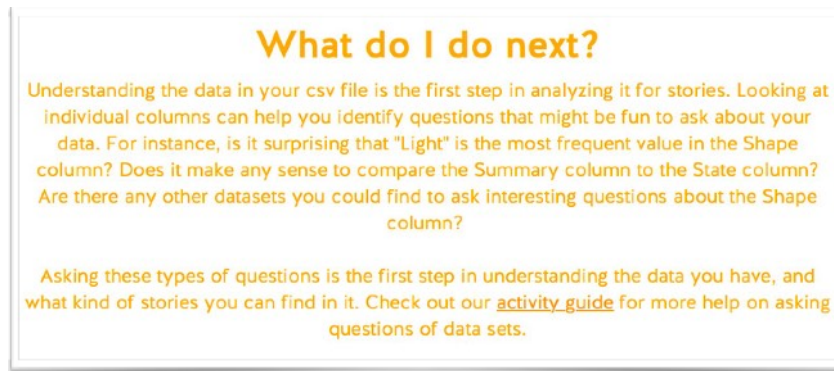 What do I do next?
Understanding the data in your csv file is the first step in analyzing it for stories. Looking at
individual columns can help you identify questions that might be fun to ask about your
data. For instance, is it surprising that "Light" is the most frequent value in the Shape
column? Does it make any sense to compare the Summary column to the State column?
Are there any other datasets you could find to ask interesting questions about the Shape
column?
Asking these types of questions is the first step in understanding the data you have, and
what kind of stories you can find in it. Check out our activity guide for more help on asking
questions of data sets.